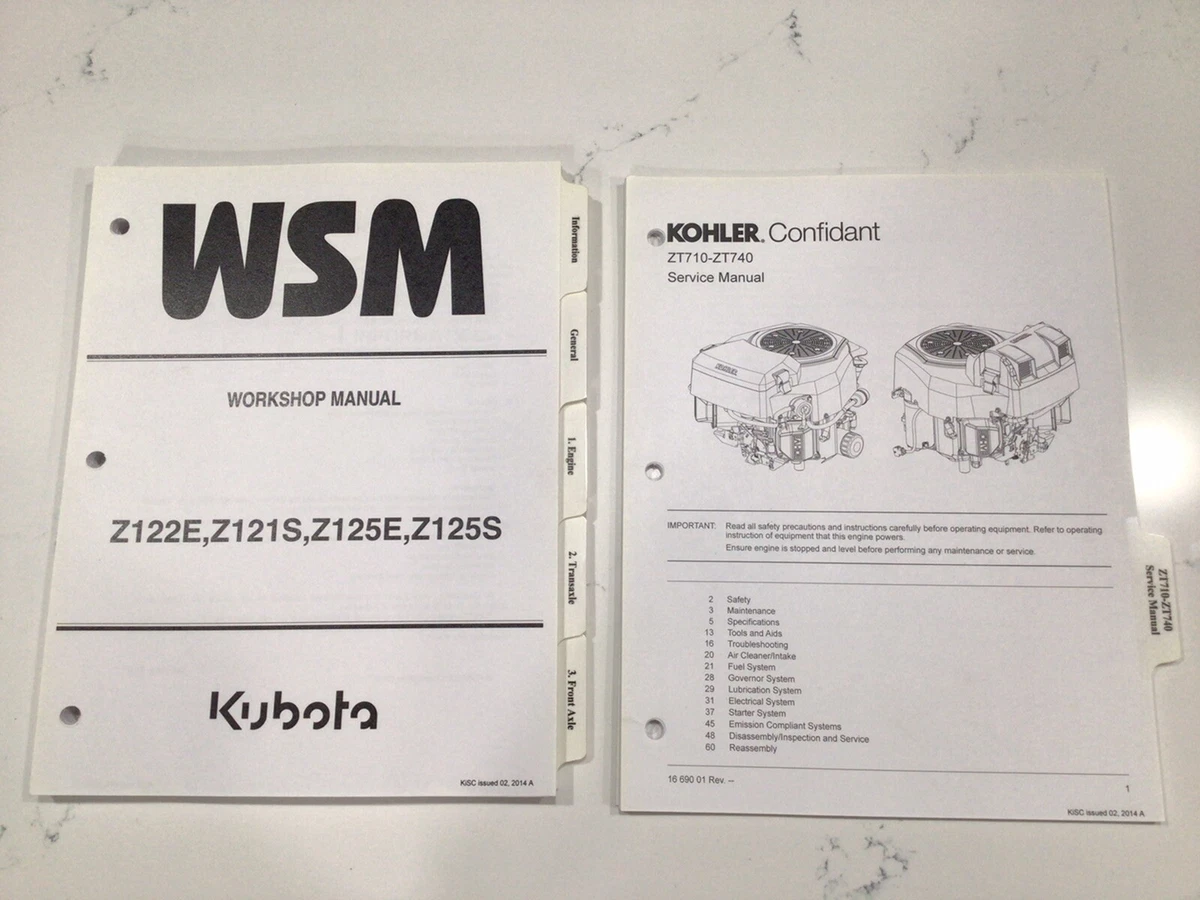 WSM
WORKSHOP MANUAL
Z122E,Z121S,Z125E,Z125S
Kubota
KiSC issued 02, 2014 A
Information
General
1. Engine
2. Transaxle
3. Front Axle
KOHLER® Confidant
ZT710-ZT740
Service Manual
KOHLER
IMPORTANT: Read all safety precautions and instructions carefully before operating equipment. Refer to operating
instruction of equipment that this engine powers.
Ensure engine is stopped and level before performing any maintenance or service.
2 Safety
3 Maintenance
5 Specifications
13 Tools and Aids
16 Troubleshooting
20 Air Cleaner/Intake
21 Fuel System
28 Governor System
29 Lubrication System
31 Electrical System
37 Starter System
45 Emission Compliant Systems
48 Disassembly/Inspection and Service
60 Reassembly
16 690 01 Rev. --
1
KiSC issued 02, 2014 A
ZT710-ZT740
Service Manual